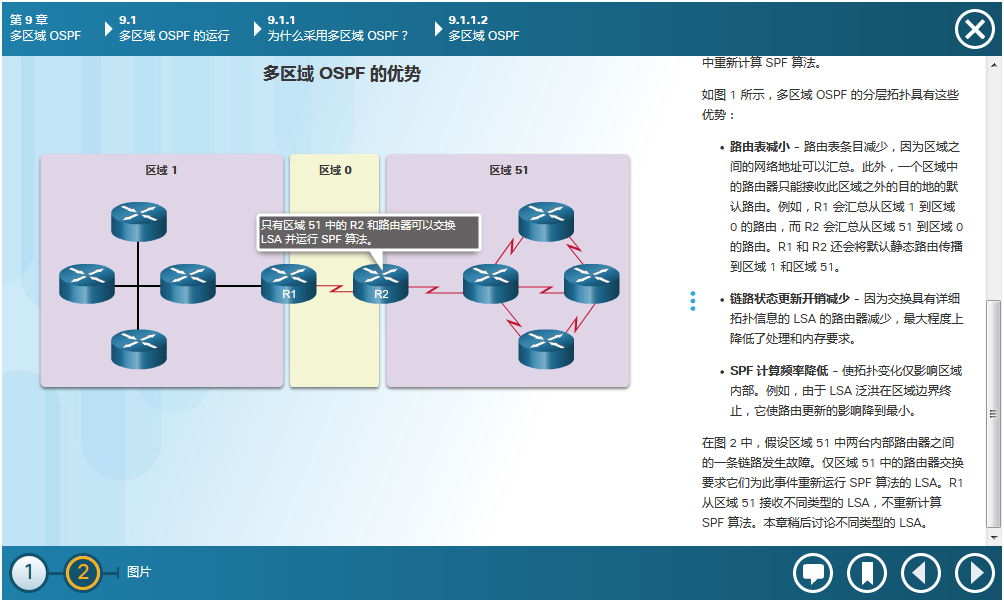 第 9 章
多区域 OSPF
9.1
多区域 OSPF 的运行
9.1.1
为什么采用多区域 OSPF？
9.1.1.2
多区域 OSPF
多区域 OSPF 的优势
区域 1
区域 0
区域 51
只有区域 51 中的 R2 和路由器可以交换
LSA 并运行 SPF 算法。
R1
R2
中重新计算 SPF 算法。
如图 1 所示，多区域 OSPF 的分层拓扑具有这些
优势：
• 路由表减小 - 路由表条目减少，因为区域之
间的网络地址可以汇总。此外，一个区域中
的路由器只能接收此区域之外的目的地的默
认路由。例如，R1 会汇总从区域 1 到区域
0 的路由，而 R2 会汇总从区域 51 到区域 0
的路由。R1 和 R2 还会将默认静态路由传播
到区域 1 和区域 51。
• 链路状态更新开销减少 - 因为交换具有详细
拓扑信息的 LSA 的路由器减少，最大程度上
降低了处理和内存要求。
• SPF 计算频率降低 - 使拓扑变化仅影响区域
内部。例如，由于 LSA 泛洪在区域边界终
止，它使路由更新的影响降到最小。
在图 2 中，假设区域 51 中两台内部路由器之间
的一条链路发生故障。仅区域 51 中的路由器交换
要求它们为此事件重新运行 SPF 算法的 LSA。R1
从区域 51 接收不同类型的 LSA，不重新计算
SPF 算法。本章稍后讨论不同类型的 LSA。
1
2
图片